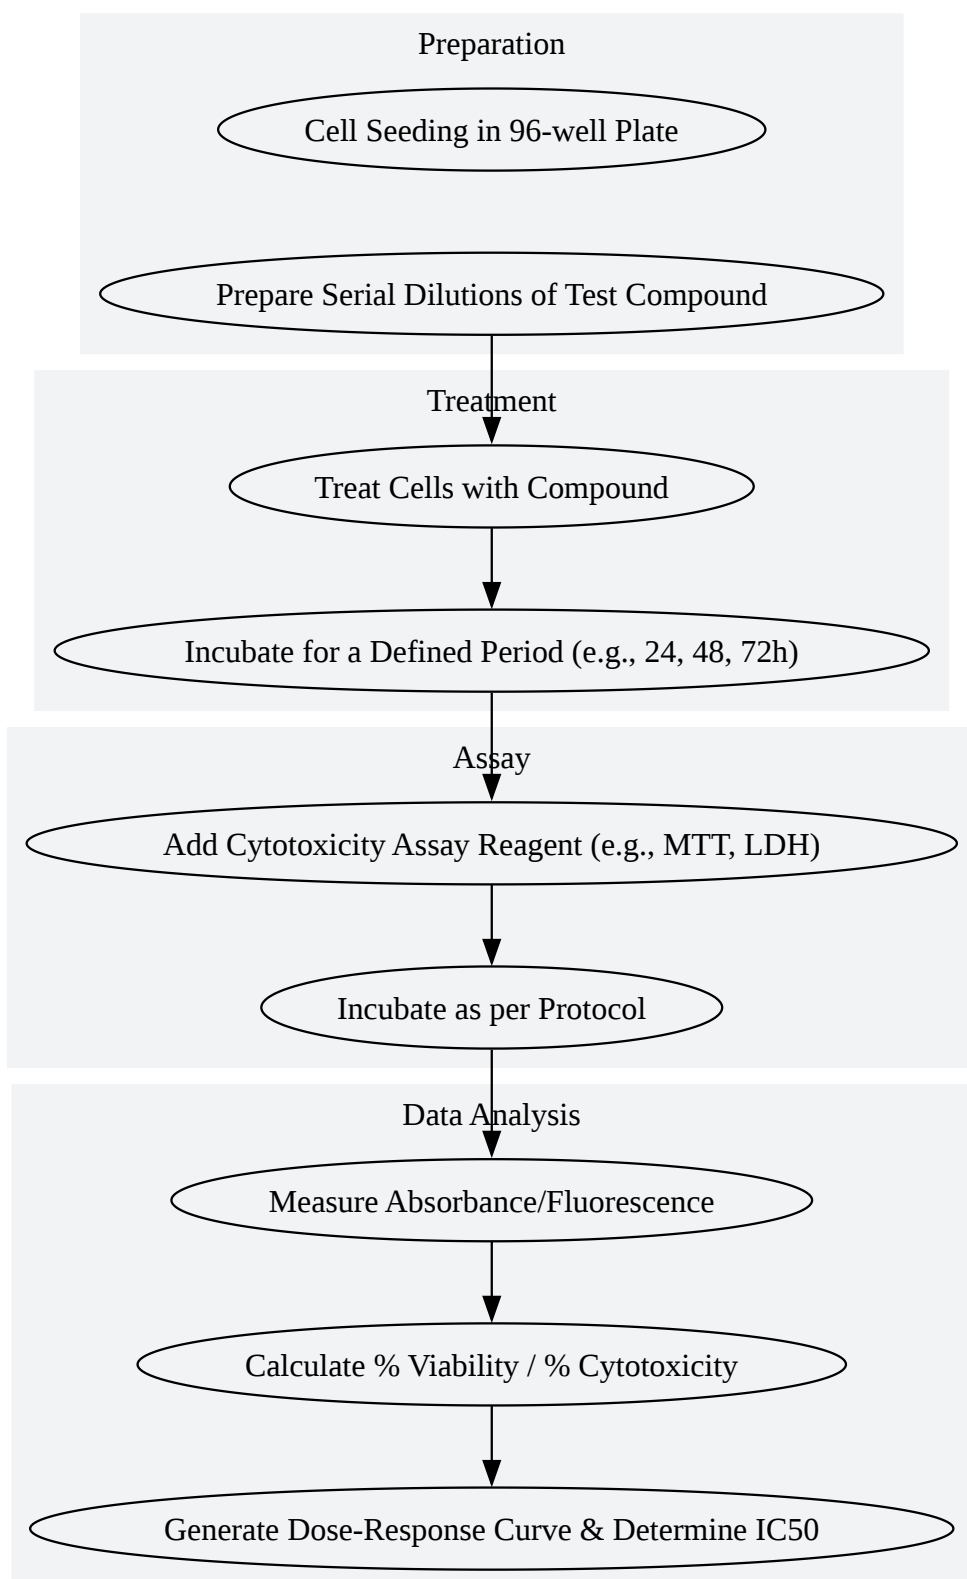 Preparation
Cell Seeding in 96-well Plate
Prepare Serial Dilutions of Test Compound
Treatment
Treat Cells with Compound
Incubate for a Defined Period (e.g., 24, 48, 72h)
Assay
Add Cytotoxicity Assay Reagent (e.g., MTT, LDH)
Incubate as per Protocol
Data Analysis
Measure Absorbance/Fluorescence
Calculate % Viability / % Cytotoxicity
Generate Dose-Response Curve & Determine IC50